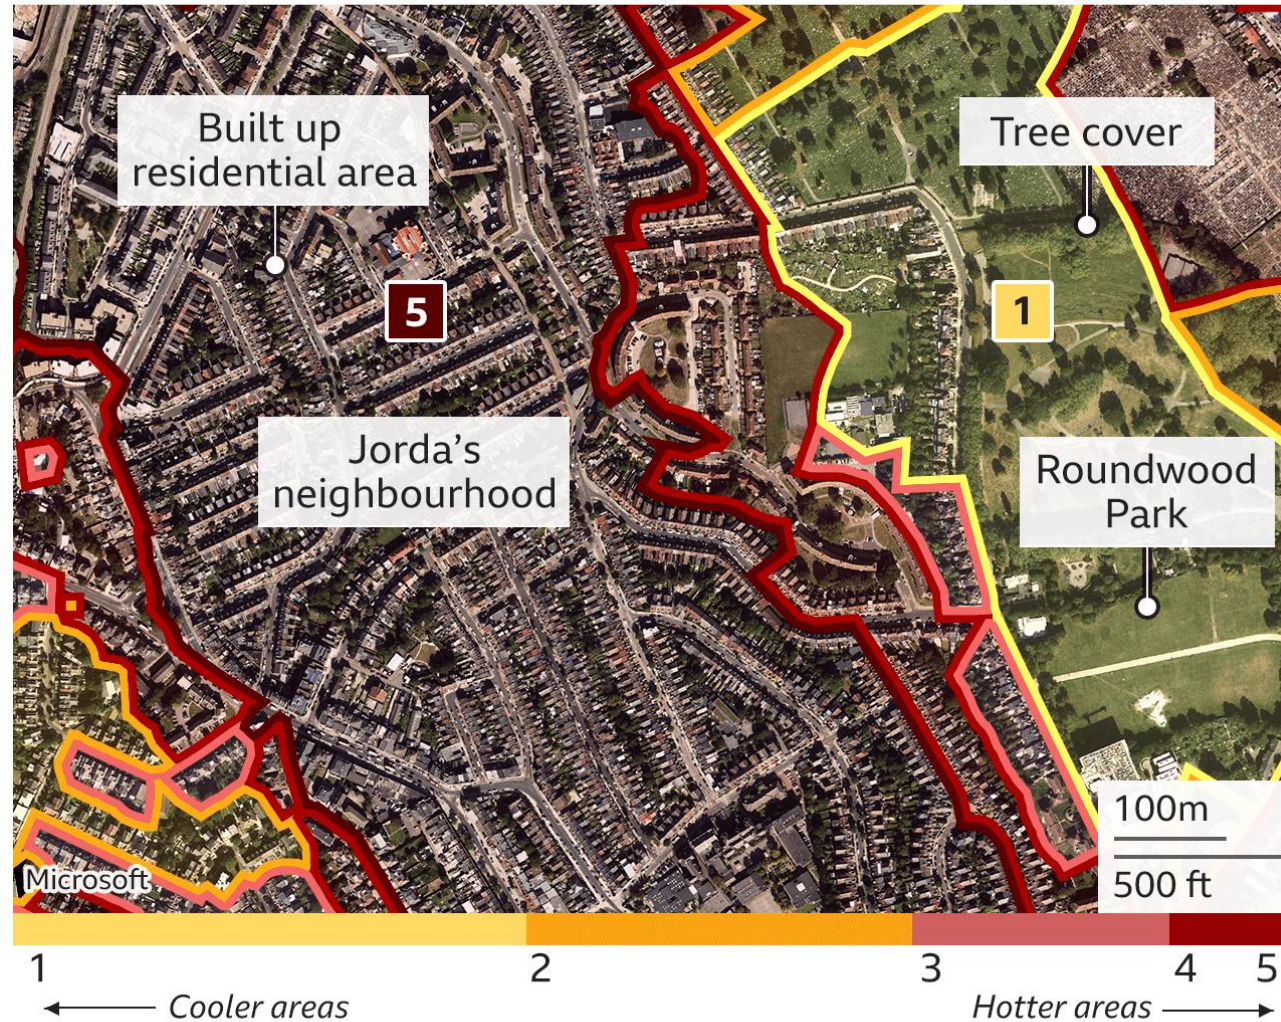 Built up
residential area
Tree cover
5
1
Jorda’s
neighbourhood
Roundwood
Park
100m
500 ft
Microsoft
1 2 3 4 5
Cooler areas Hotter areas